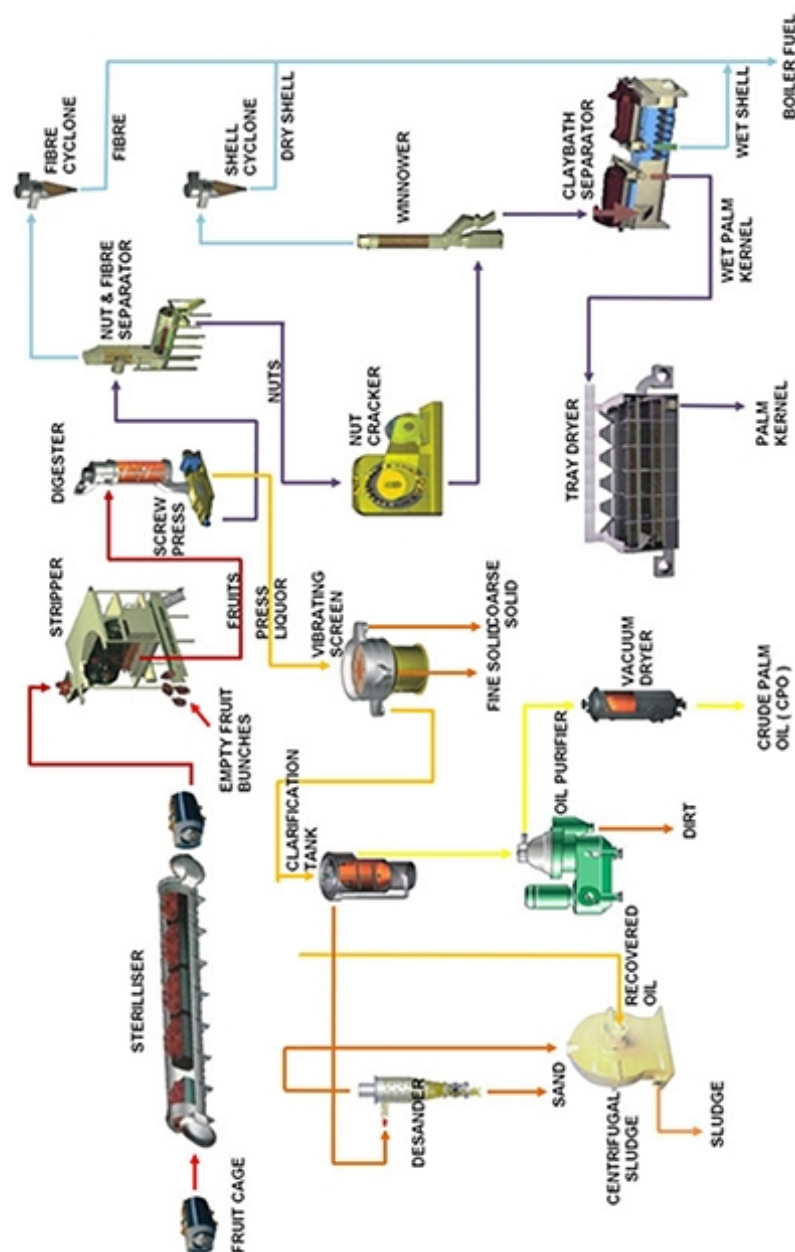 FRUIT CAGE
STERILLISER
EMPTY FRUIT
BUNCHES
STRIPPER
FRUITS
DIGESTER
SCREW
PRESS
PRESS
LIQUOR
NUT & FIBRE
SEPARATOR
NUTS
FIBRE
CYCLONE
FIBRE
SHELL
CYCLONE
DRY SHELL
WINNOWER
NUT
CRACKER
CLAYBATH
SEPARATOR
WET SHELL
WET PALM
KERNEL
BOILER FUEL
TRAY DRYER
PALM
KERNEL
VIBRATING
SCREEN
FINE SOLID
COARSE
SOLID
CLARIFICATION
TANK
OIL PURIFIER
DIRT
VACUUM
DRYER
CRUDE PALM
OIL ( CPO )
DESANDER
SAND
RECOVERED
OIL
CENTRIFUGAL
SLUDGE
SLUDGE